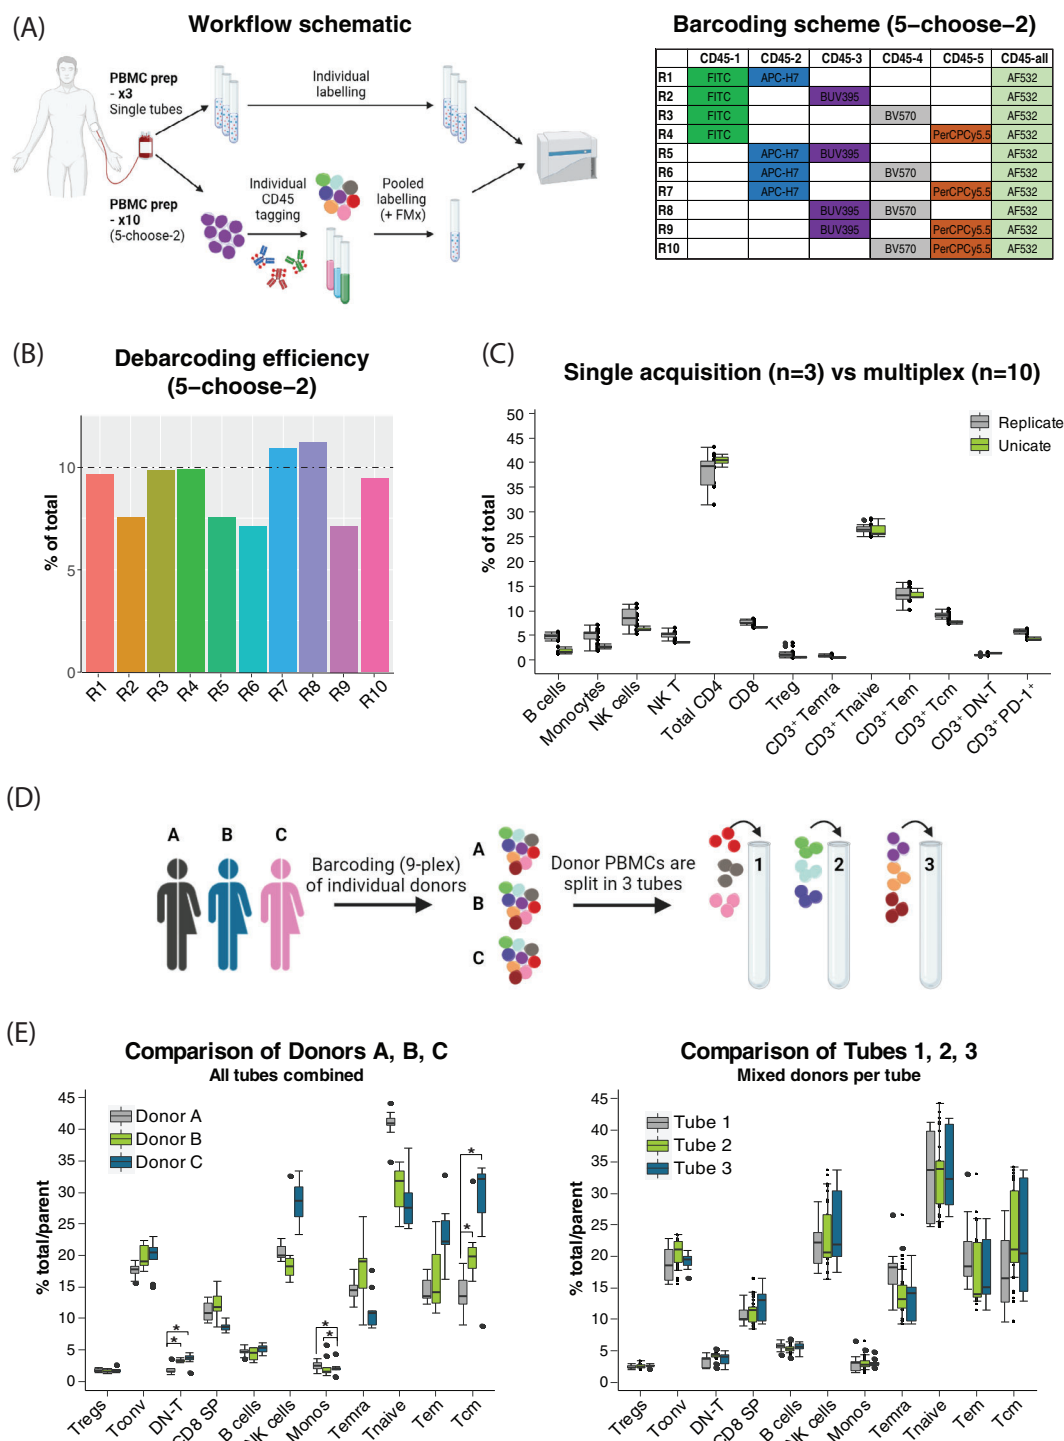 (A)
Workflow schematic
PBMC prep
- x3
Single tubes
Individual
labelling
PBMC prep
- x10
(5-choose-2)
Individual
CD45
tagging
Pooled
labelling
(+ FMx)
Barcoding scheme (5−choose−2)
CD45-1 CD45-2 CD45-3 CD45-4 CD45-5 CD45-all
R1 FITC APC-H7 AF532
R2 FITC BUV395 AF532
R3 FITC BV570 AF532
R4 FITC PerCPCy5.5 AF532
R5 APC-H7 BUV395 AF532
R6 APC-H7 BV570 AF532
R7 APC-H7 PerCPCy5.5 AF532
R8 BUV395 BV570 AF532
R9 BUV395 PerCPCy5.5 AF532
R10 BV570 PerCPCy5.5 AF532
(B)
Debarcoding efficiency
(5−choose−2)
% of total
10
5
0
R1 R2 R3 R4 R5 R6 R7 R8 R9 R10
(C)
Single acquisition (n=3) vs multiplex (n=10)
% of total
50
45
40
35
30
25
20
15
10
5
0
Replicate
Unicate
B cells
Monocytes
NK cells
NK T
Total CD4
CD8
Treg
CD3+ Temra
CD3+ Tnaive
CD3+ Tem
CD3+ Tcm
CD3+ DN-T
CD3+ PD-1+
(D)
A B C
Barcoding (9-plex)
of individual donors
A
B
C
Donor PBMCs are
split in 3 tubes
1 2 3
(E)
Comparison of Donors A, B, C
All tubes combined
% total/parent
45
40
35
30
25
20
15
10
5
0
Donor A
Donor B
Donor C
* * * * * *
Tregs
Tconv
DN-T
CD8 SP
B cells
NK cells
Monos
Temra
Tnaive
Tem
Tcm
Comparison of Tubes 1, 2, 3
Mixed donors per tube
% total/parent
45
40
35
30
25
20
15
10
5
0
Tube 1
Tube 2
Tube 3
Tregs
Tconv
DN-T
CD8 SP
B cells
NK cells
Monos
Temra
Tnaive
Tem
Tcm